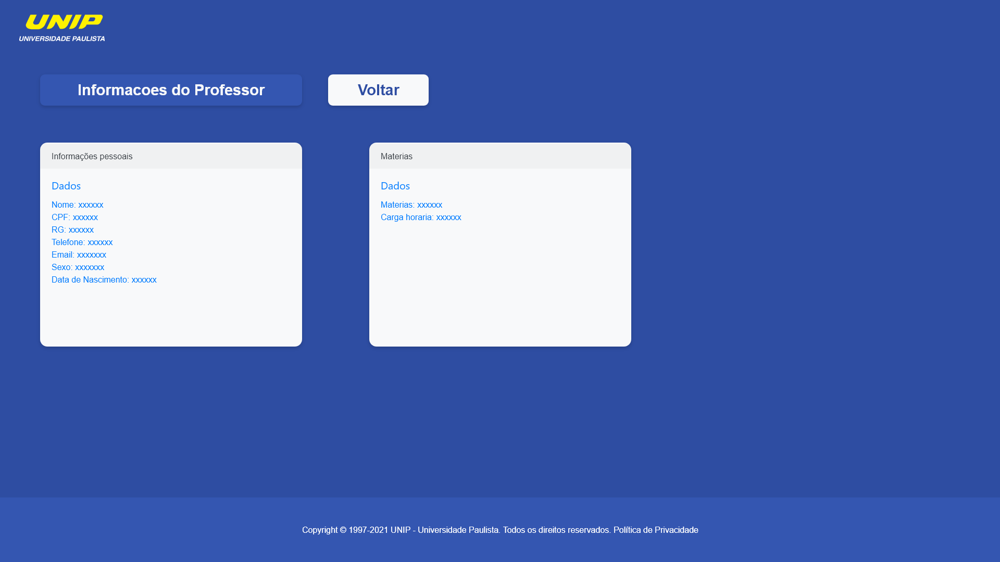 UNIP
UNIVERSIDADE PAULISTA
Informacoes do Professor
Voltar
Informações pessoais
Dados
Nome: xxxxxx
CPF: xxxxxx
RG: xxxxxx
Telefone: xxxxxx
Email: xxxxxxx
Sexo: xxxxxxx
Data de Nascimento: xxxxxx
Materias
Dados
Materias: xxxxxx
Carga horaria: xxxxxx
Copyright © 1997-2021 UNIP - Universidade Paulista. Todos os direitos reservados. Política de Privacidade